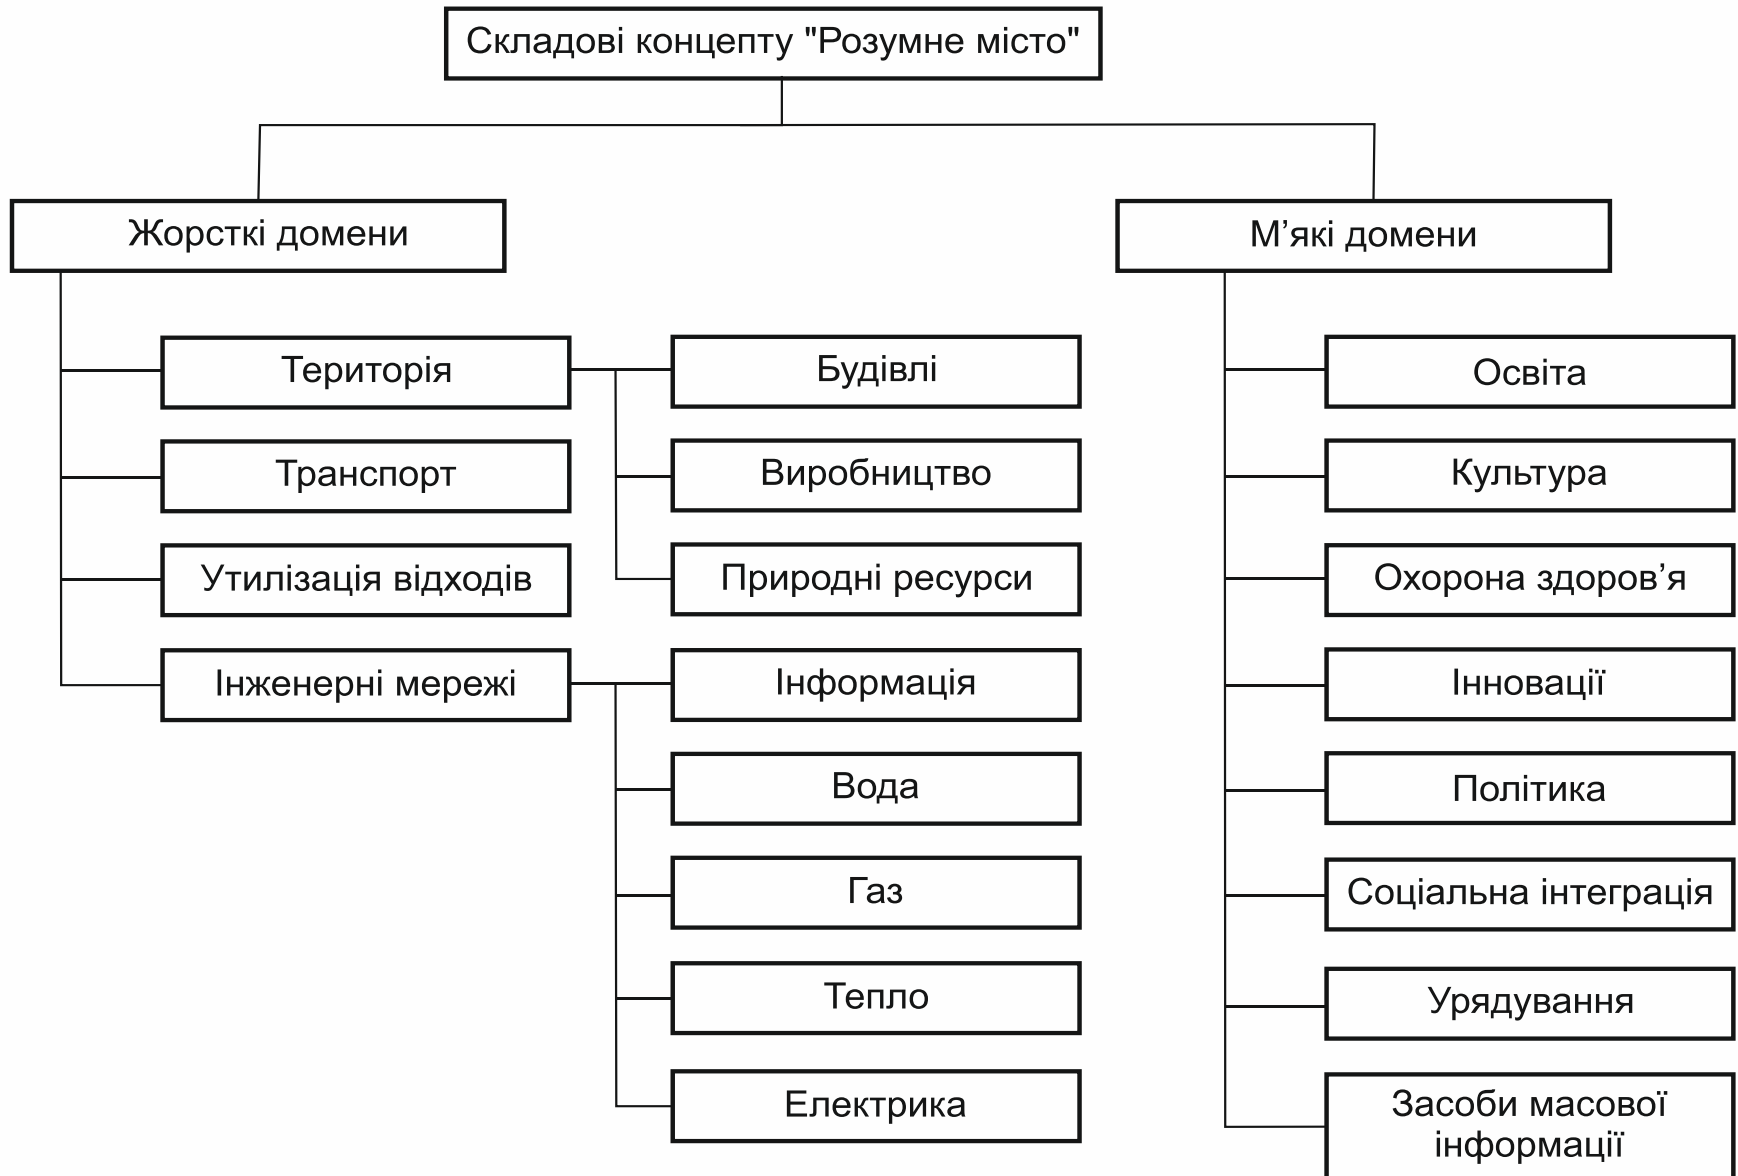 Складові концепту "Розумне місто"
Жорсткі домени
Територія
Транспорт
Утилізація відходів
Інженерні мережі
Будівлі
Виробництво
Природні ресурси
Інформація
Вода
Газ
Тепло
Електрика
М’які домени
Освіта
Культура
Охорона здоров’я
Інновації
Політика
Соціальна інтеграція
Урядування
Засоби масової
інформації